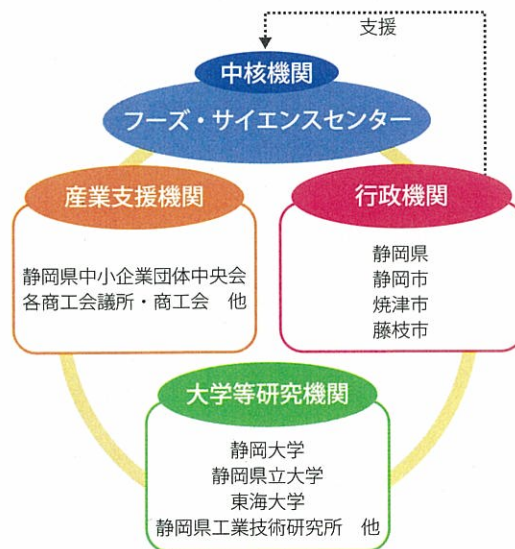 支援
中核機関
フーズ・サイエンスセンター
産業支援機関
静岡県中小企業団体中央会
各商工会議所・商工会　他
行政機関
静岡県
静岡市
焼津市
藤枝市
大学等研究機関
静岡大学
静岡県立大学
東海大学
静岡県工業技術研究所　他